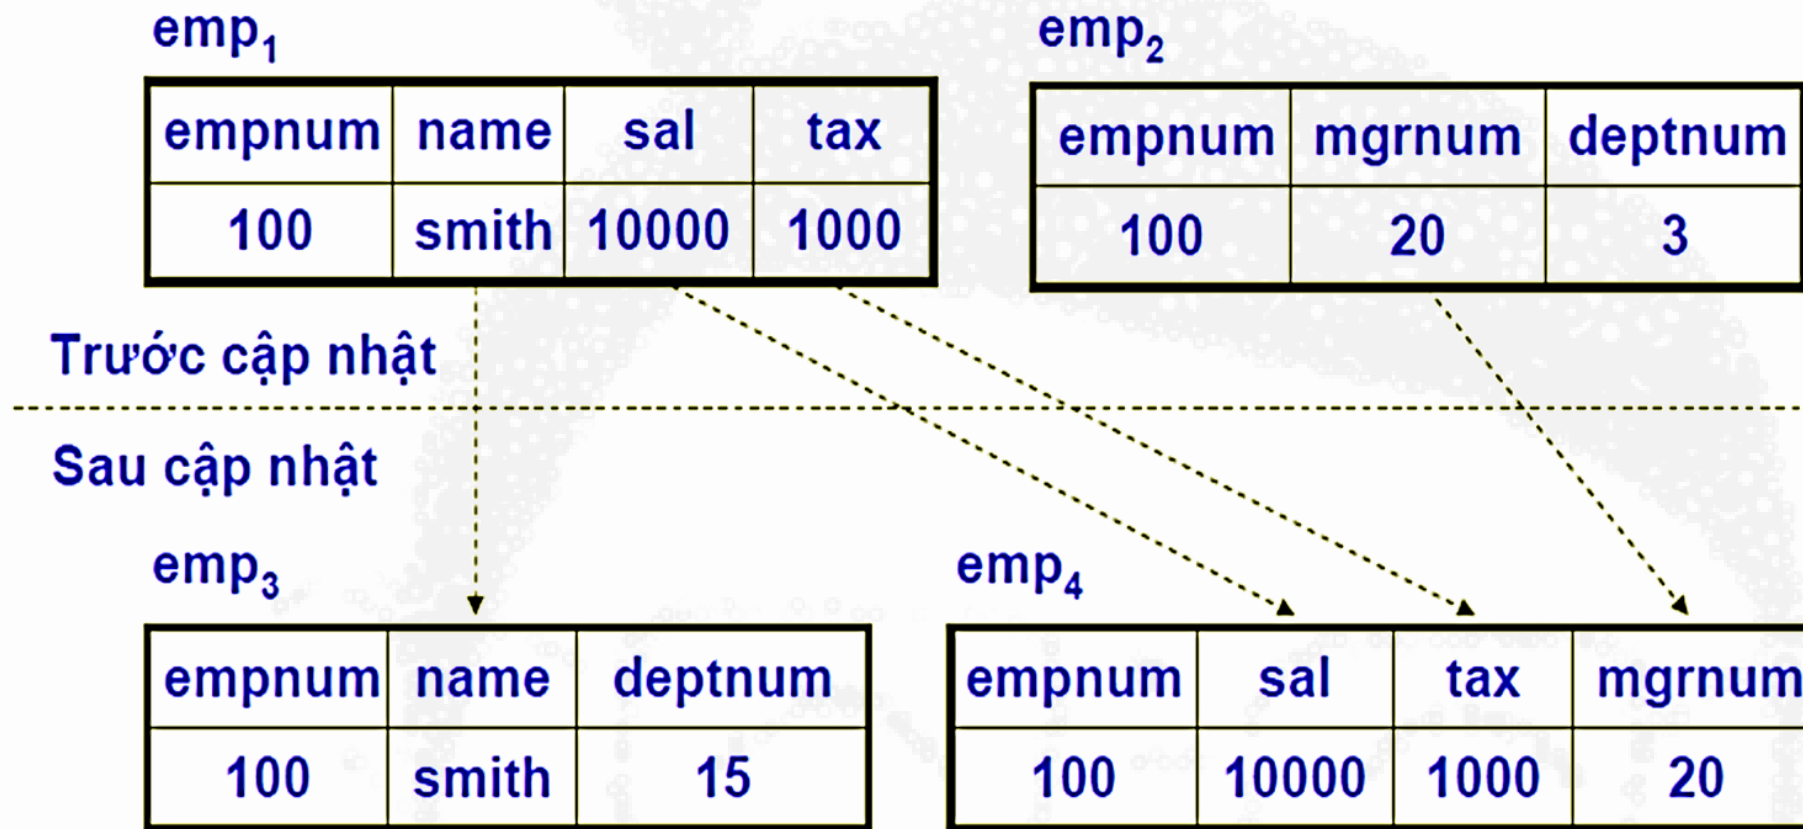 emp₁ emp₂
empnum name sal tax empnum mgrnum deptnum
100 smith 10000 1000 100 20 3
Trước cập nhật
Sau cập nhật
emp₃ emp₄
empnum name deptnum empnum sal tax mgrnum
100 smith 15 100 10000 1000 20